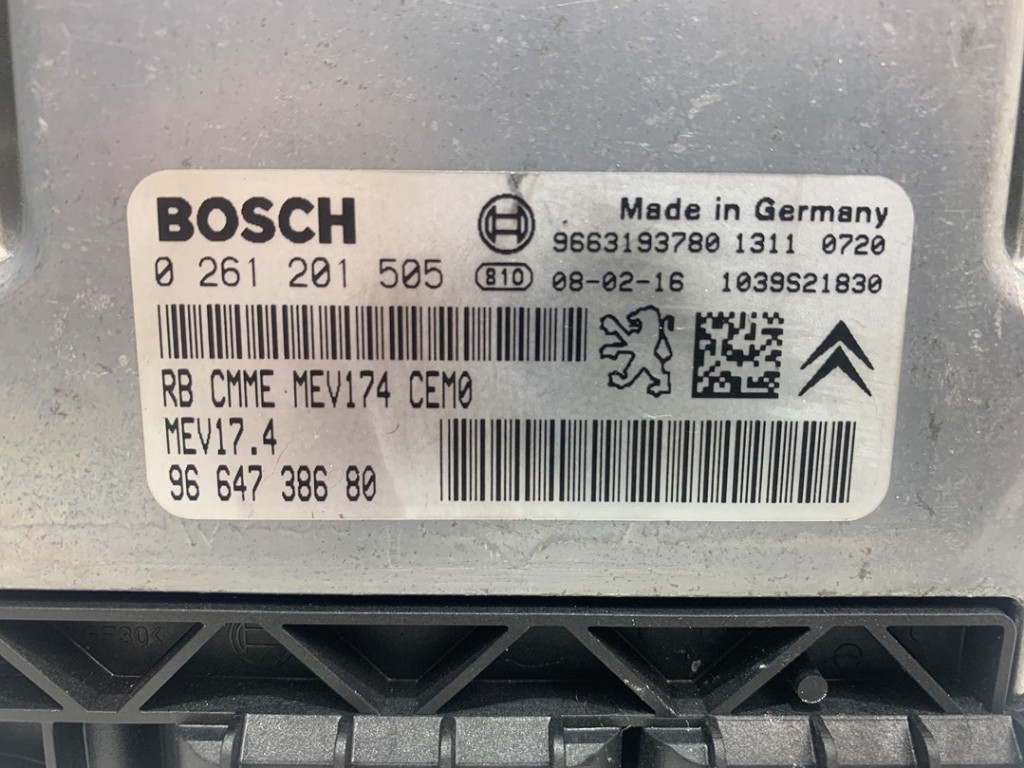 BOSCH
Made in Germany
9663193780 1311 0720
0 261 201 505
810
08-02-16 1039S21830
RB CMME MEV174 CEM0
MEV17.4
96 647 386 80